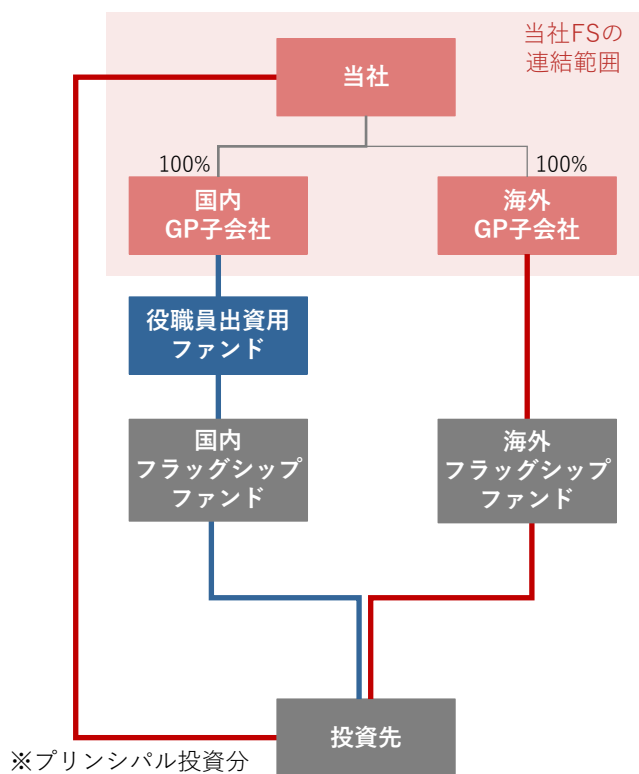 当社FSの
連結範囲
当社
100%
100%
国内
GP子会社
海外
GP子会社
役職員出資用
ファンド
国内
フラッグシップ
ファンド
海外
フラッグシップ
ファンド
投資先
※プリンシパル投資分